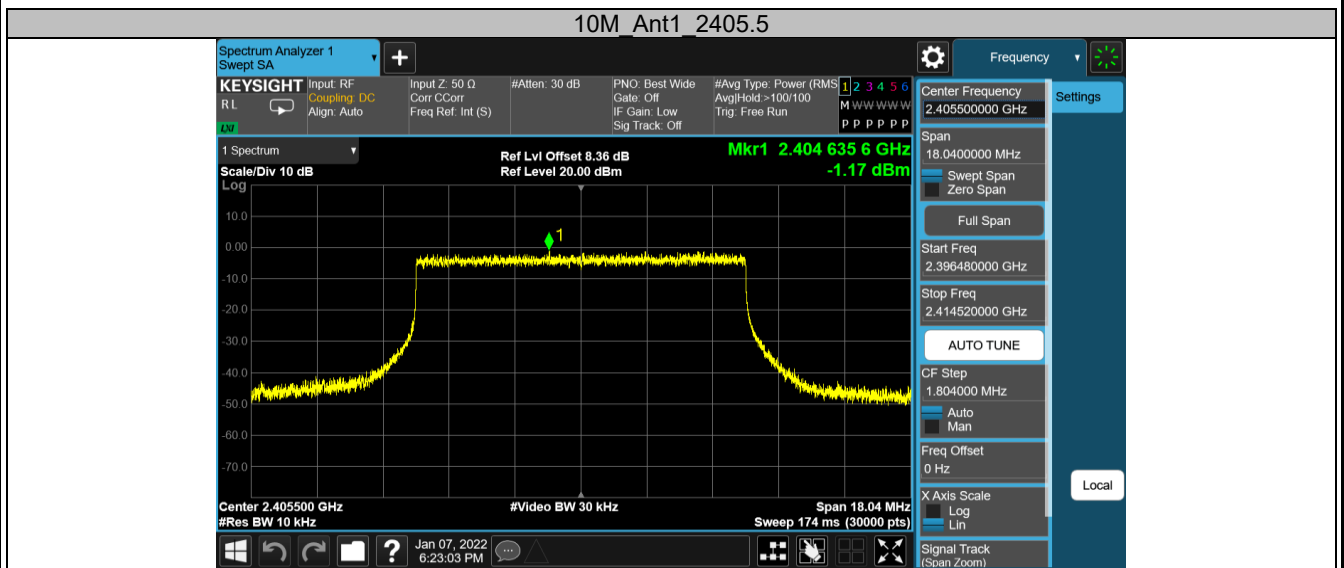 10M_Ant1_2405.5
Spectrum Analyzer 1
Swept SA
Frequency
KEYSIGHT
RL
LXI
Input: RF
Coupling: DC
Align: Auto
Input Z: 50 Ω
Corr CCorr
Freq Ref: Int (S)
#Atten: 30 dB
PNO: Best Wide
Gate: Off
IF Gain: Low
Sig Track: Off
#Avg Type: Power (RMS
Avg|Hold:>100/100
Trig: Free Run
1 2 3 4 5 6
M W W W W W
P P P P P P
1 Spectrum
Scale/Div 10 dB
Ref Lvl Offset 8.36 dB
Ref Level 20.00 dBm
Mkr1 2.404 635 6 GHz
-1.17 dBm
Log
10.0
0.00
-10.0
-20.0
-30.0
-40.0
-50.0
-60.0
-70.0
1
Center 2.405500 GHz
#Res BW 10 kHz
#Video BW 30 kHz
Span 18.04 MHz
Sweep 174 ms (30000 pts)
Center Frequency
2.405500000 GHz
Span
18.0400000 MHz
Swept Span
Zero Span
Full Span
Start Freq
2.396480000 GHz
Stop Freq
2.414520000 GHz
AUTO TUNE
CF Step
1.804000 MHz
Auto
Man
Freq Offset
0 Hz
X Axis Scale
Log
Lin
Signal Track
(Span Zoom)
Settings
Local
Jan 07, 2022
6:23:03 PM